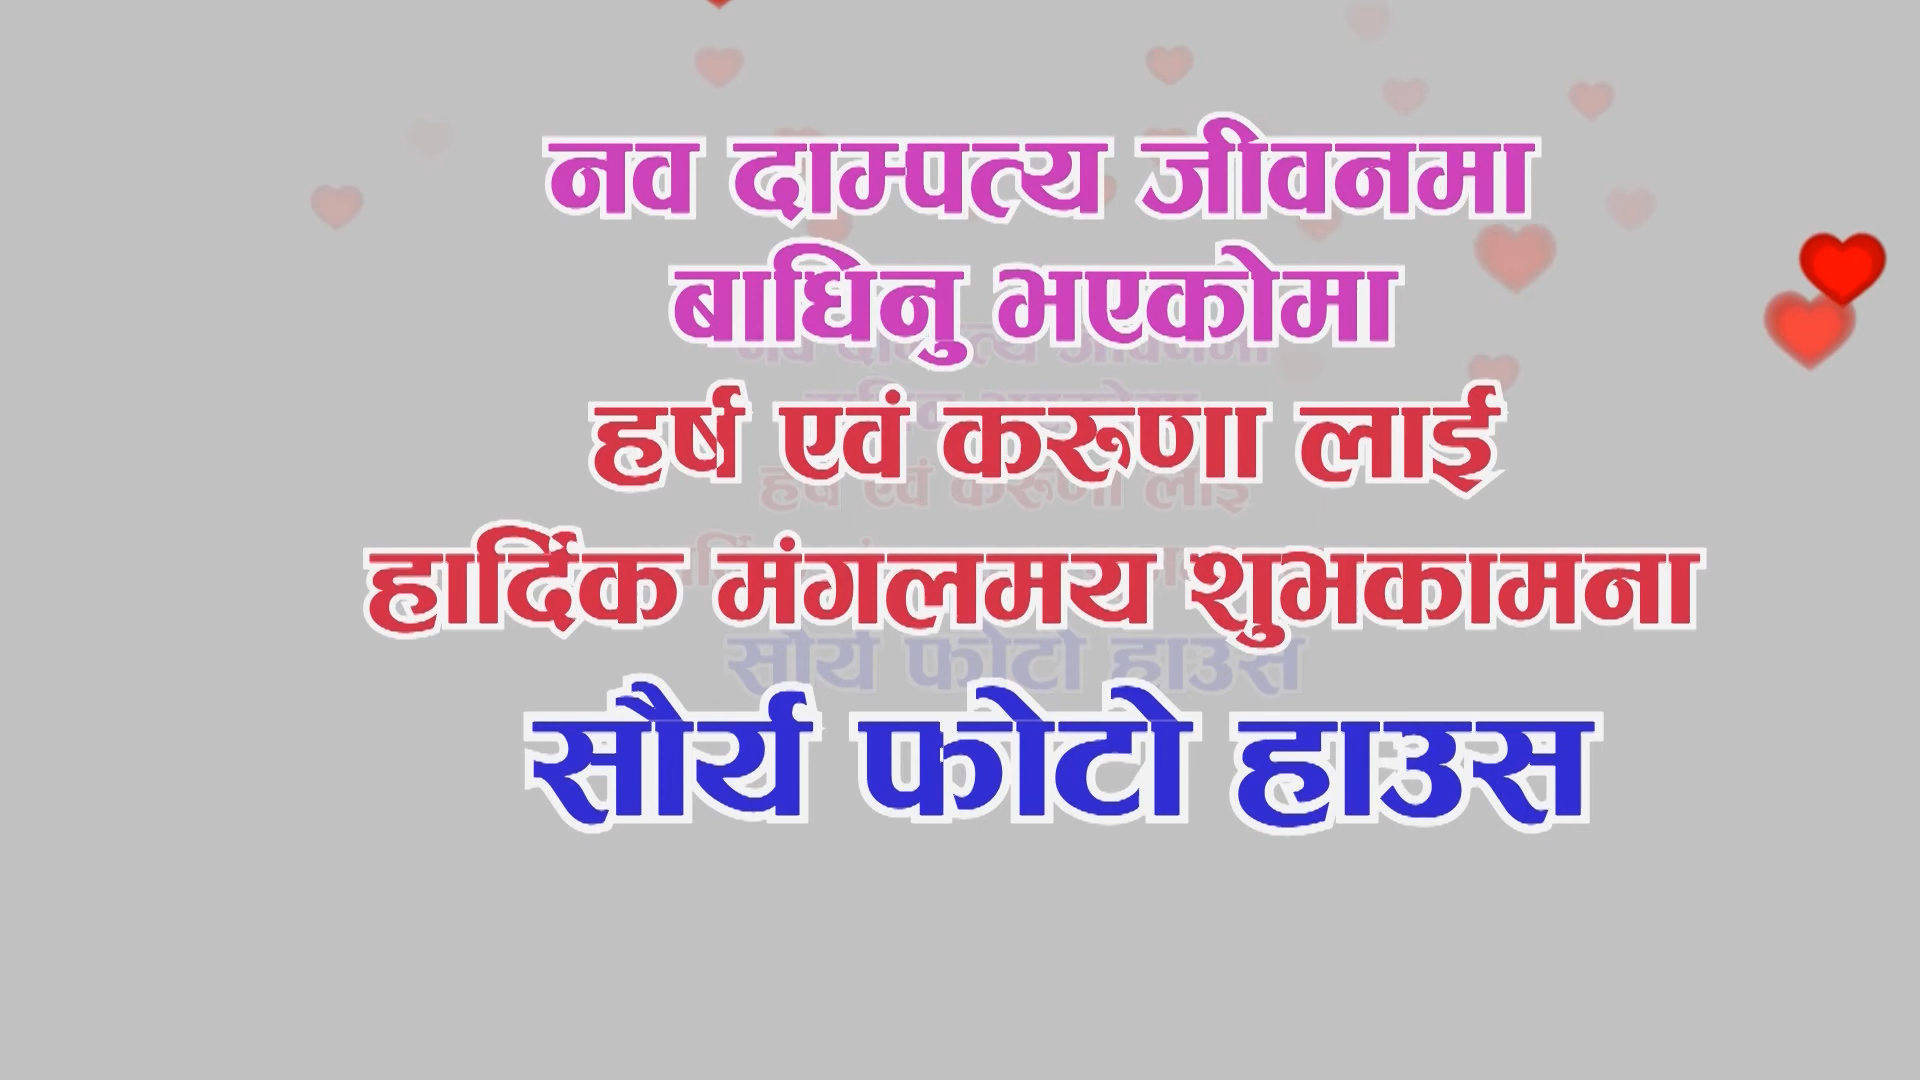 नव दाम्पत्य जीवनमा
बाधिनु भएकोमा
हर्ष एवं करूणा लाई
हार्दिक मंगलमय शुभकामना
सौर्य फोटो हाउस